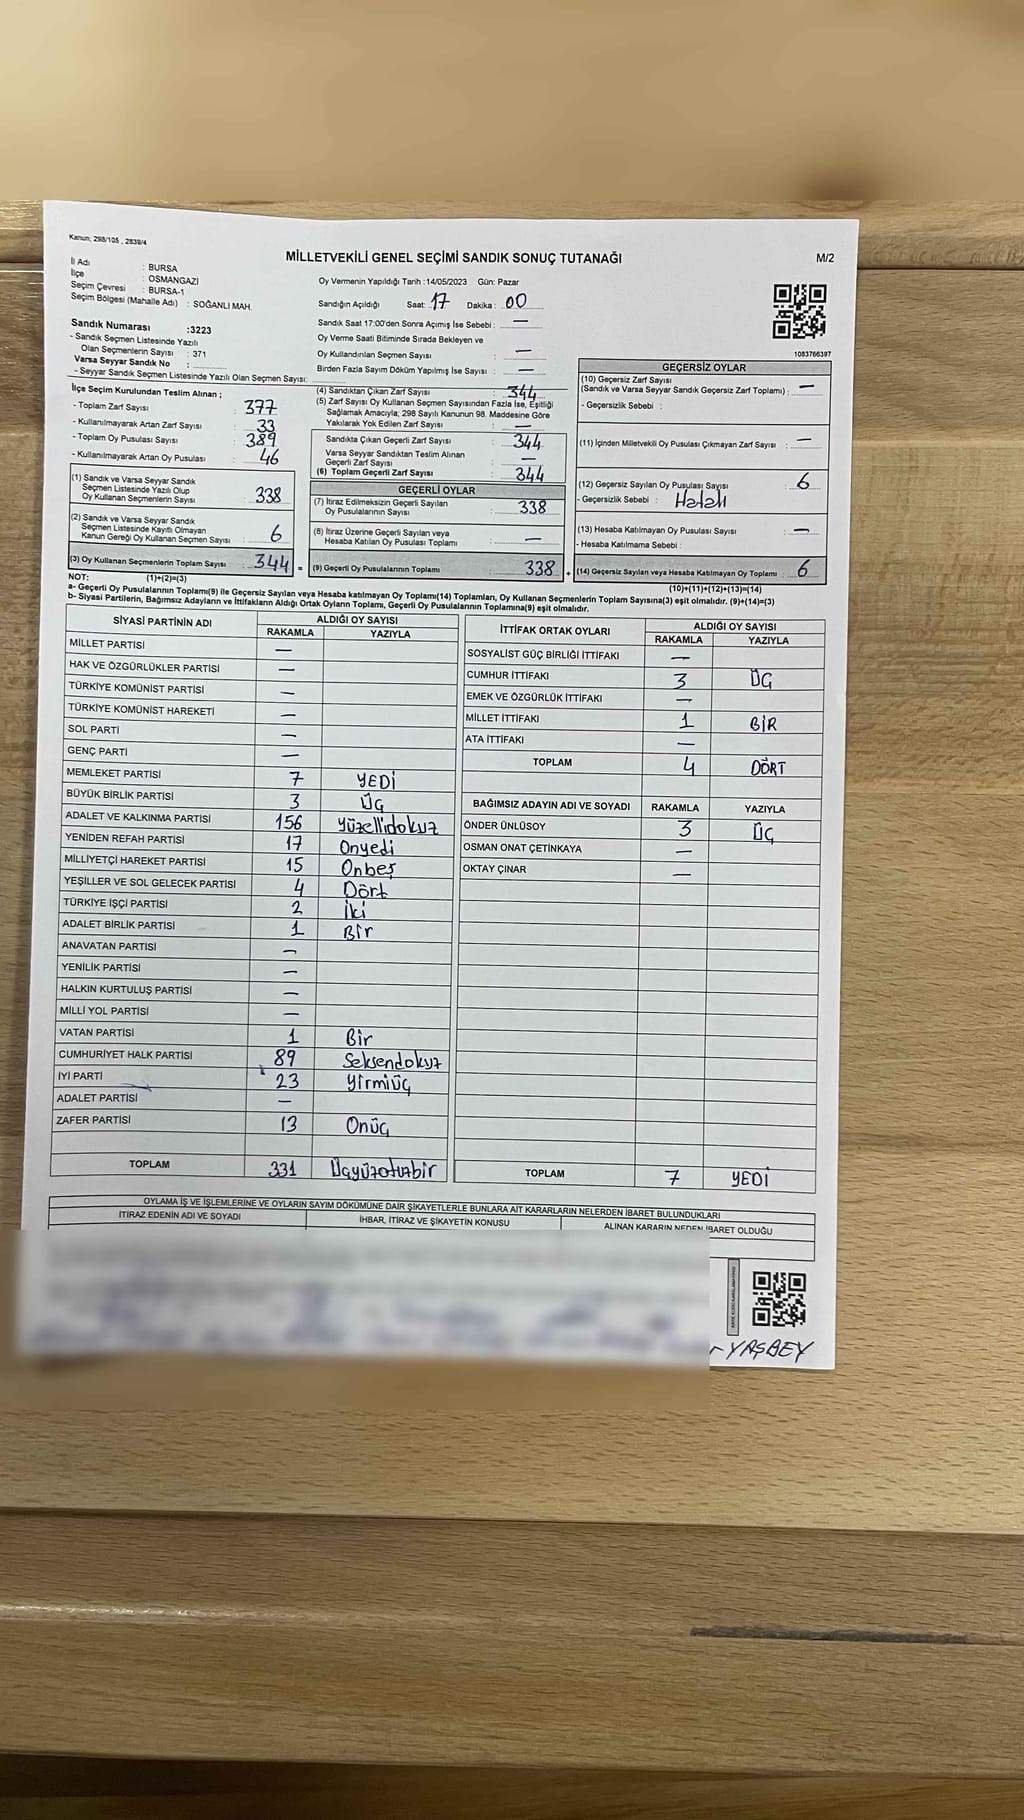 Kanun; 298/105 , 2839/4
MİLLETVEKİLİ GENEL SEÇİMİ SANDIK SONUÇ TUTANAĞI
M/2
İl Adı : BURSA
İlçe : OSMANGAZİ
Seçim Çevresi : BURSA-1
Seçim Bölgesi (Mahalle Adı) : SOĞANLI MAH.
Oy Vermenin Yapıldığı Tarih :14/05/2023 Gün: Pazar
Sandığın Açıldığı Saat: 17 Dakika : 00
Sandık Numarası :3223
- Sandık Seçmen Listesinde Yazılı
Olan Seçmenlerin Sayısı : 371
Varsa Seyyar Sandık No :
- Seyyar Sandık Seçmen Listesinde Yazılı Olan Seçmen Sayısı:
Sandık Saat 17:00'den Sonra Açımış İse Sebebi : —
Oy Verme Saati Bitiminde Sırada Bekleyen ve
Oy Kullandırılan Seçmen Sayısı : —
Birden Fazla Sayım Döküm Yapılmış İse Sayısı : —
1083766397
İlçe Seçim Kurulundan Teslim Alınan ;
- Toplam Zarf Sayısı : 377
- Kullanılmayarak Artan Zarf Sayısı : 33
- Toplam Oy Pusulası Sayısı : 389
- Kullanılmayarak Artan Oy Pusulası : 46
(4) Sandıktan Çıkan Zarf Sayısı : 344
(5) Zarf Sayısı Oy Kullanan Seçmen Sayısından Fazla İse, Eşitliği
Sağlamak Amacıyla; 298 Sayılı Kanunun 98. Maddesine Göre
Yakılarak Yok Edilen Zarf Sayısı : —
Sandıkta Çıkan Geçerli Zarf Sayısı : 344
Varsa Seyyar Sandıktan Teslim Alınan
Geçerli Zarf Sayısı : —
(6) Toplam Geçerli Zarf Sayısı : 344
GEÇERSİZ OYLAR
(10) Geçersiz Zarf Sayısı
(Sandık ve Varsa Seyyar Sandık Geçersiz Zarf Toplamı) : —
- Geçersizlik Sebebi :
(11) İçinden Milletvekili Oy Pusulası Çıkmayan Zarf Sayısı : —
(12) Geçersiz Sayılan Oy Pusulası Sayısı : 6
- Geçersizlik Sebebi : Hatalı
(13) Hesaba Katılmayan Oy Pusulası Sayısı : —
- Hesaba Katılmama Sebebi :
(14) Geçersiz Sayılan veya Hesaba Katılmayan Oy Toplamı : 6
(1) Sandık ve Varsa Seyyar Sandık
Seçmen Listesinde Yazılı Olup
Oy Kullanan Seçmenlerin Sayısı : 338
(2) Sandık ve Varsa Seyyar Sandık
Seçmen Listesinde Kayıtlı Olmayan
Kanun Gereği Oy Kullanan Seçmen Sayısı : 6
(3) Oy Kullanan Seçmenlerin Toplam Sayısı : 344 =
GEÇERLİ OYLAR
(7) İtiraz Edilmeksizin Geçerli Sayılan
Oy Pusulalarının Sayısı : 338
(8) İtiraz Üzerine Geçerli Sayılan veya
Hesaba Katılan Oy Pusulası Toplamı : —
(9) Geçerli Oy Pusulalarının Toplamı : 338 +
NOT: (1)+(2)=(3)
(10)+(11)+(12)+(13)=(14)
a- Geçerli Oy Pusulalarının Toplamı(9) ile Geçersiz Sayılan veya Hesaba katılmayan Oy Toplamı(14) Toplamları, Oy Kullanan Seçmenlerin Toplam Sayısına(3) eşit olmalıdır. (9)+(14)=(3)
b- Siyasi Partilerin, Bağımsız Adayların ve İttifakların Aldığı Ortak Oyların Toplamı, Geçerli Oy Pusulalarının Toplamına(9) eşit olmalıdır.
SİYASİ PARTİNİN ADI
ALDIĞI OY SAYISI
RAKAMLA YAZIYLA
MİLLET PARTİSİ —
HAK VE ÖZGÜRLÜKLER PARTİSİ —
TÜRKİYE KOMÜNİST PARTİSİ —
TÜRKİYE KOMÜNİST HAREKETİ —
SOL PARTİ —
GENÇ PARTİ —
MEMLEKET PARTİSİ 7 YEDİ
BÜYÜK BİRLİK PARTİSİ 3 ÜÇ
ADALET VE KALKINMA PARTİSİ 156 Yüzellidokuz
YENİDEN REFAH PARTİSİ 17 Onyedi
MİLLİYETÇİ HAREKET PARTİSİ 15 Onbeş
YEŞİLLER VE SOL GELECEK PARTİSİ 4 Dört
TÜRKİYE İŞÇİ PARTİSİ 2 İki
ADALET BİRLİK PARTİSİ 1 Bir
ANAVATAN PARTİSİ —
YENİLİK PARTİSİ —
HALKIN KURTULUŞ PARTİSİ —
MİLLİ YOL PARTİSİ —
VATAN PARTİSİ 1 Bir
CUMHURİYET HALK PARTİSİ 89 Seksendokuz
İYİ PARTİ 23 Yirmiüç
ADALET PARTİSİ —
ZAFER PARTİSİ 13 Onüç
TOPLAM 331 Üçyüzotuzbir
İTTİFAK ORTAK OYLARI
ALDIĞI OY SAYISI
RAKAMLA YAZIYLA
SOSYALİST GÜÇ BİRLİĞİ İTTİFAKI —
CUMHUR İTTİFAKI 3 ÜÇ
EMEK VE ÖZGÜRLÜK İTTİFAKI —
MİLLET İTTİFAKI 1 BİR
ATA İTTİFAKI —
TOPLAM 4 DÖRT
BAĞIMSIZ ADAYIN ADI VE SOYADI RAKAMLA YAZIYLA
ÖNDER ÜNLÜSOY 3 ÜÇ
OSMAN ONAT ÇETİNKAYA —
OKTAY ÇINAR —
TOPLAM 7 YEDİ
OYLAMA İŞ VE İŞLEMLERİNE VE OYLARIN SAYIM DÖKÜMÜNE DAİR ŞİKAYETLERLE BUNLARA AİT KARARLARIN NELERDEN İBARET BULUNDUKLARI
İTİRAZ EDENİN ADI VE SOYADI
İHBAR, İTİRAZ VE ŞİKAYETİN KONUSU
ALINAN KARARIN NEDEN İBARET OLDUĞU
YAŞBEY